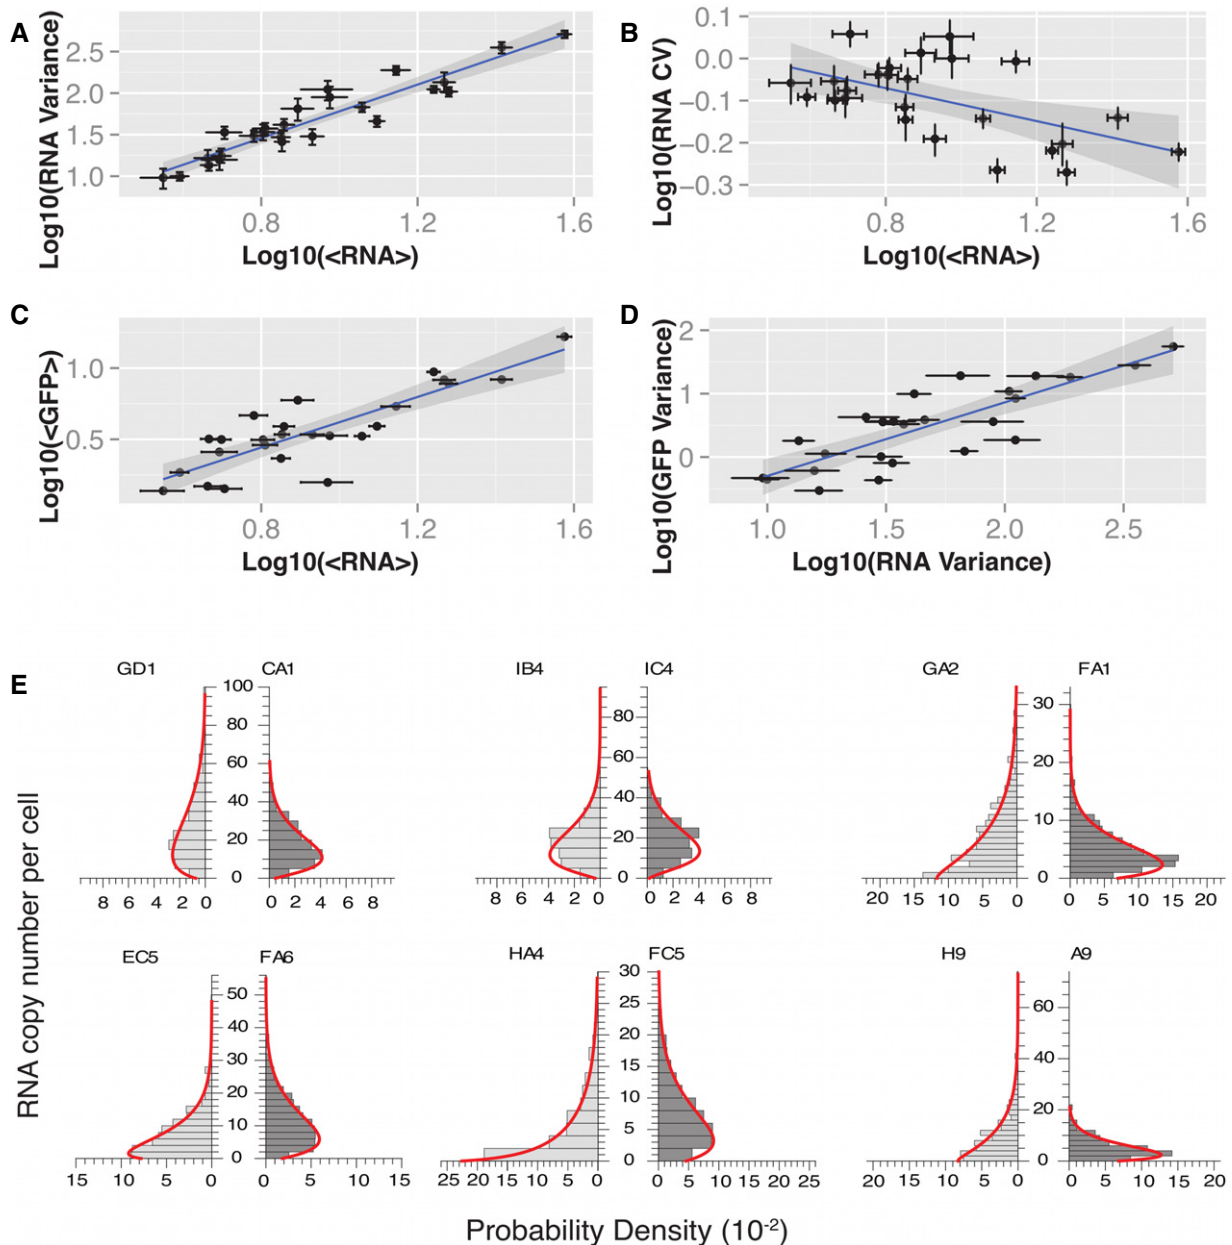 A
Log10(RNA Variance)
2.5
2.0
1.5
1.0
0.8 1.2 1.6
Log10(<RNA>)
B
Log10(RNA CV)
0.1
0.0
−0.1
−0.2
−0.3
0.8 1.2 1.6
Log10(<RNA>)
C
Log10(<GFP>)
1.0
0.5
0.8 1.2 1.6
Log10(<RNA>)
D
Log10(GFP Variance)
2
1
0
1.0 1.5 2.0 2.5
Log10(RNA Variance)
E
RNA copy number per cell
GD1 CA1
100
80
60
40
20
0
8 6 4 2 0 0 2 4 6 8
IB4 IC4
80
60
40
20
0
8 6 4 2 0 0 2 4 6 8
GA2 FA1
30
20
10
0
20 15 10 5 0 0 5 10 15 20
EC5 FA6
50
40
30
20
10
0
15 10 5 0 0 5 10 15
HA4 FC5
30
25
20
15
10
5
0
25 20 15 10 5 0 0 5 10 15 20 25
H9 A9
60
40
20
0
20 15 10 5 0 0 5 10 15 20
Probability Density (10⁻²)